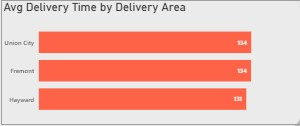 Avg Delivery Time by Delivery Area
Union City 134
Fremont 134
Hayward 131